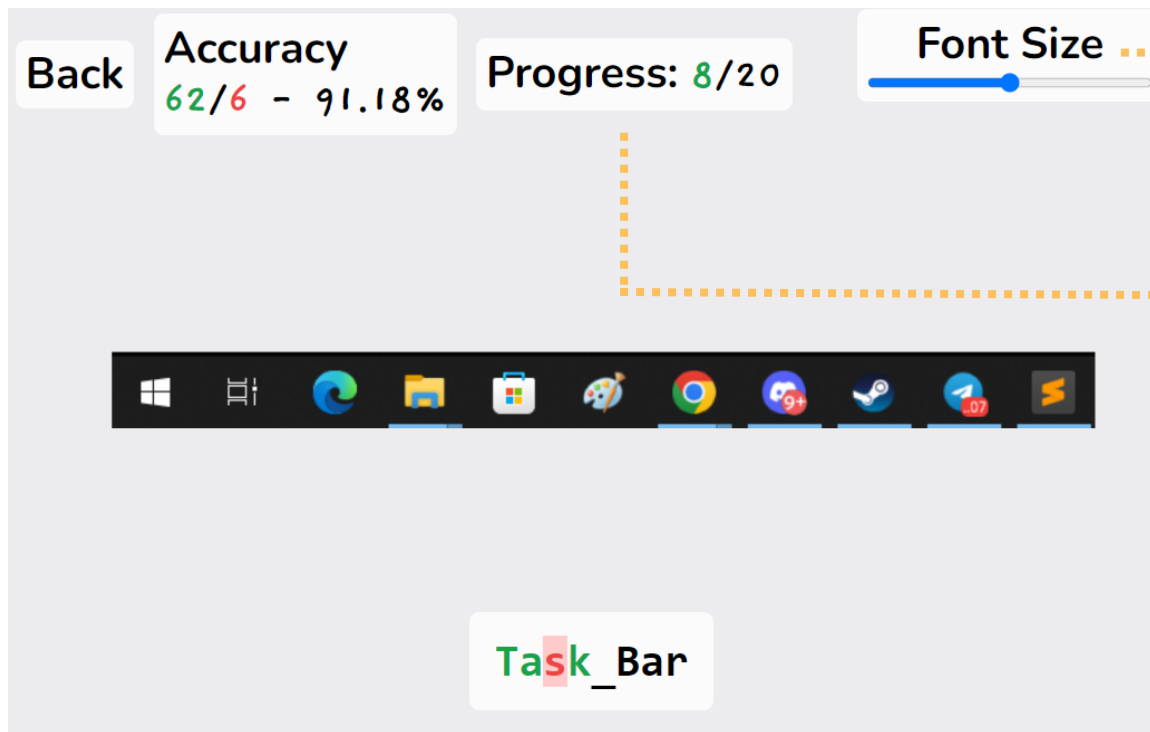 Back
Accuracy
62/6 - 91.18%
Progress: 8/20
Font Size
9+
..07
Task_Bar